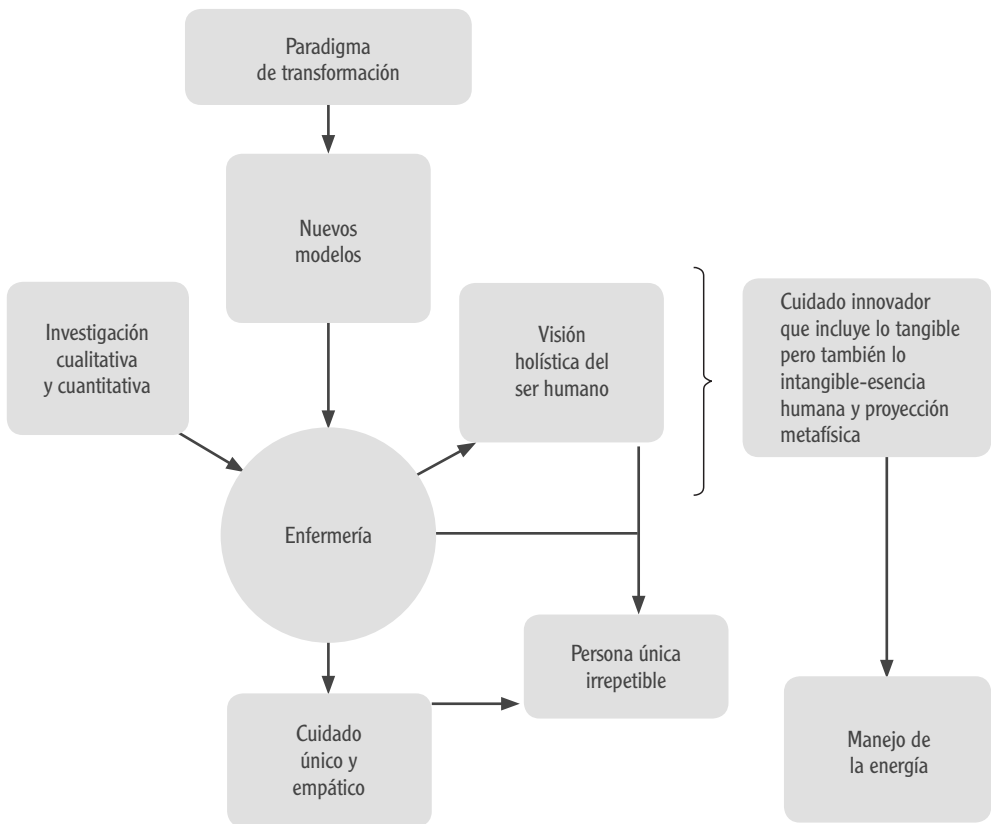 Paradigma
de transformación
Nuevos
modelos
Investigación
cualitativa
y cuantitativa
Visión
holística del
ser humano
Cuidado innovador
que incluye lo tangible
pero también lo
intangible-esencia
humana y proyección
metafísica
Enfermería
Persona única
irrepetible
Cuidado
único y
empático
Manejo de
la energía